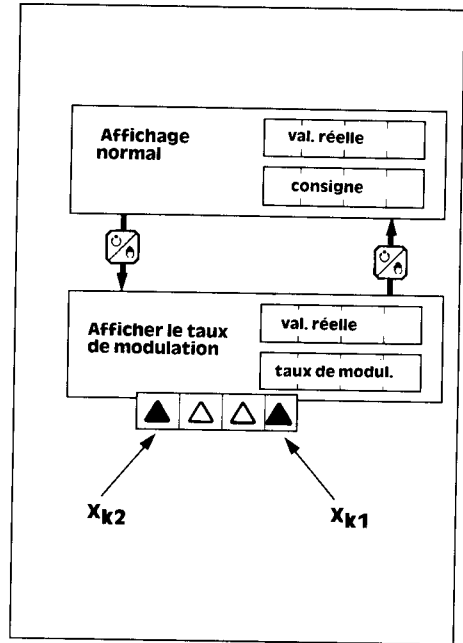 Affichage
normal
val. réelle
consigne
Afficher le taux
de modulation
val. réelle
taux de modul.
Xk2
Xk1